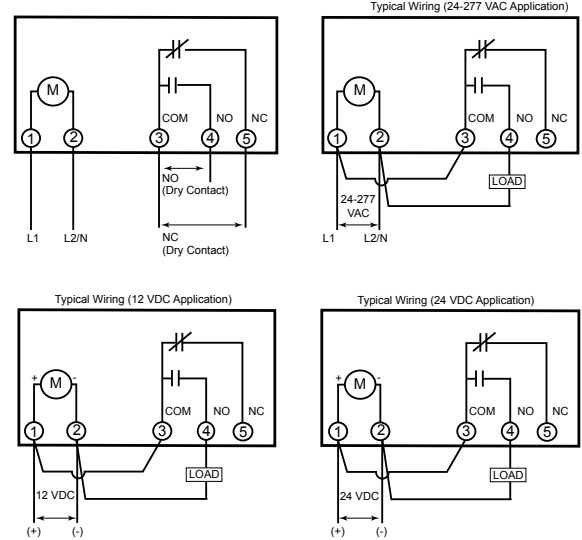 M
COM NO NC
1 2 3 4 5
NO
(Dry Contact)
NC
(Dry Contact)
L1 L2/N
Typical Wiring (24-277 VAC Application)
M
COM NO NC
1 2 3 4 5
LOAD
24-277
VAC
L1 L2/N
Typical Wiring (12 VDC Application)
+ M -
COM NO NC
1 2 3 4 5
LOAD
12 VDC
(+) (-)
Typical Wiring (24 VDC Application)
+ M -
COM NO NC
1 2 3 4 5
LOAD
24 VDC
(+) (-)